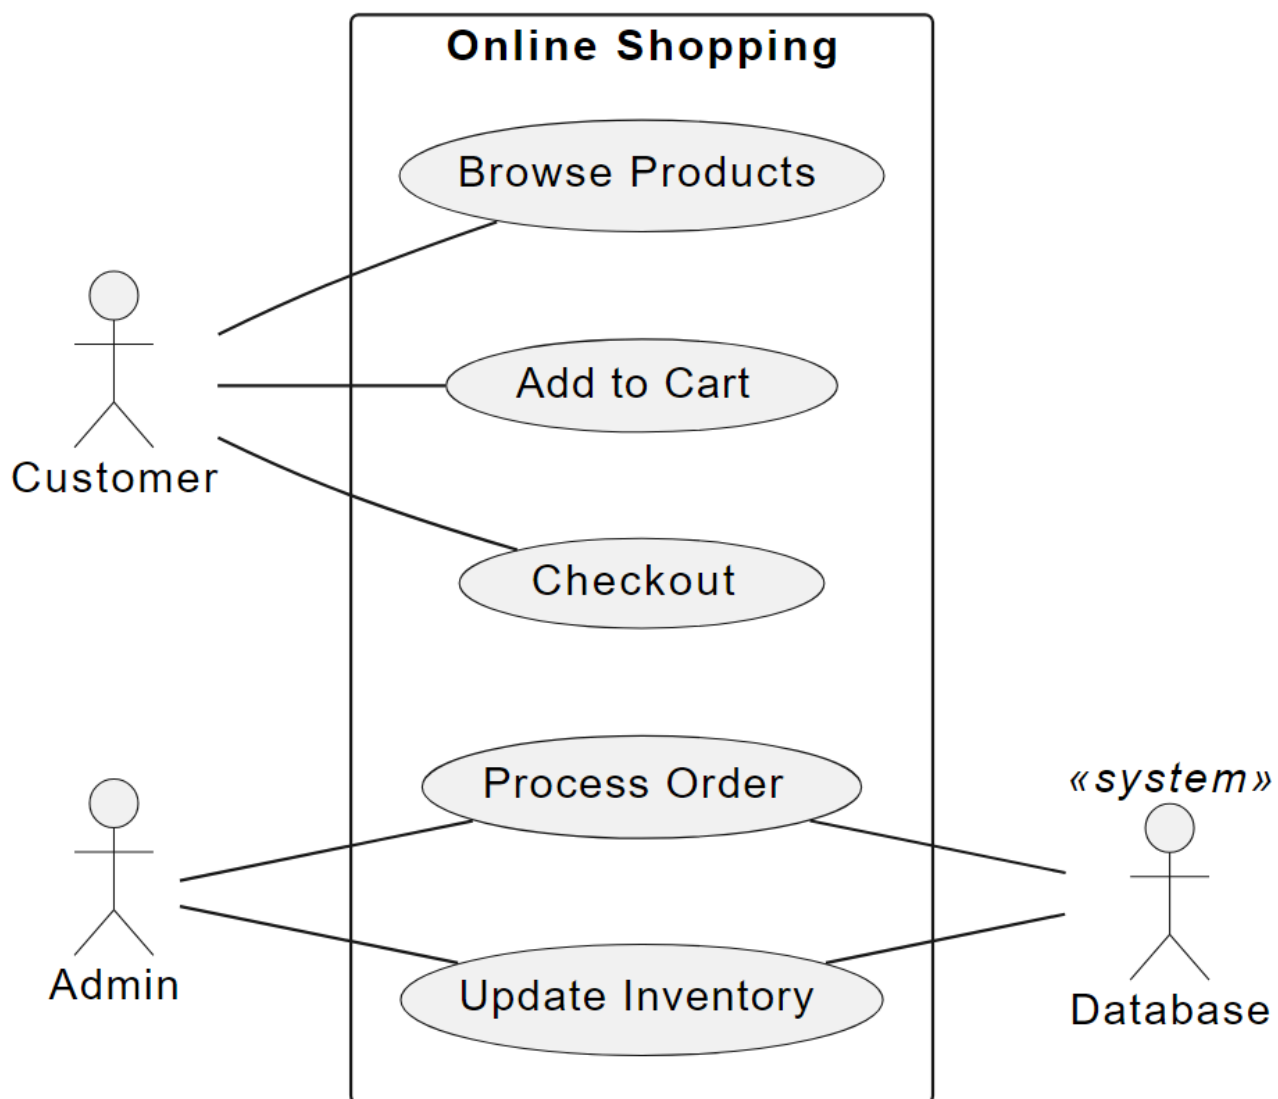 Online Shopping
Browse Products
Add to Cart
Customer
Checkout
Process Order
«system»
Admin
Update Inventory
Database